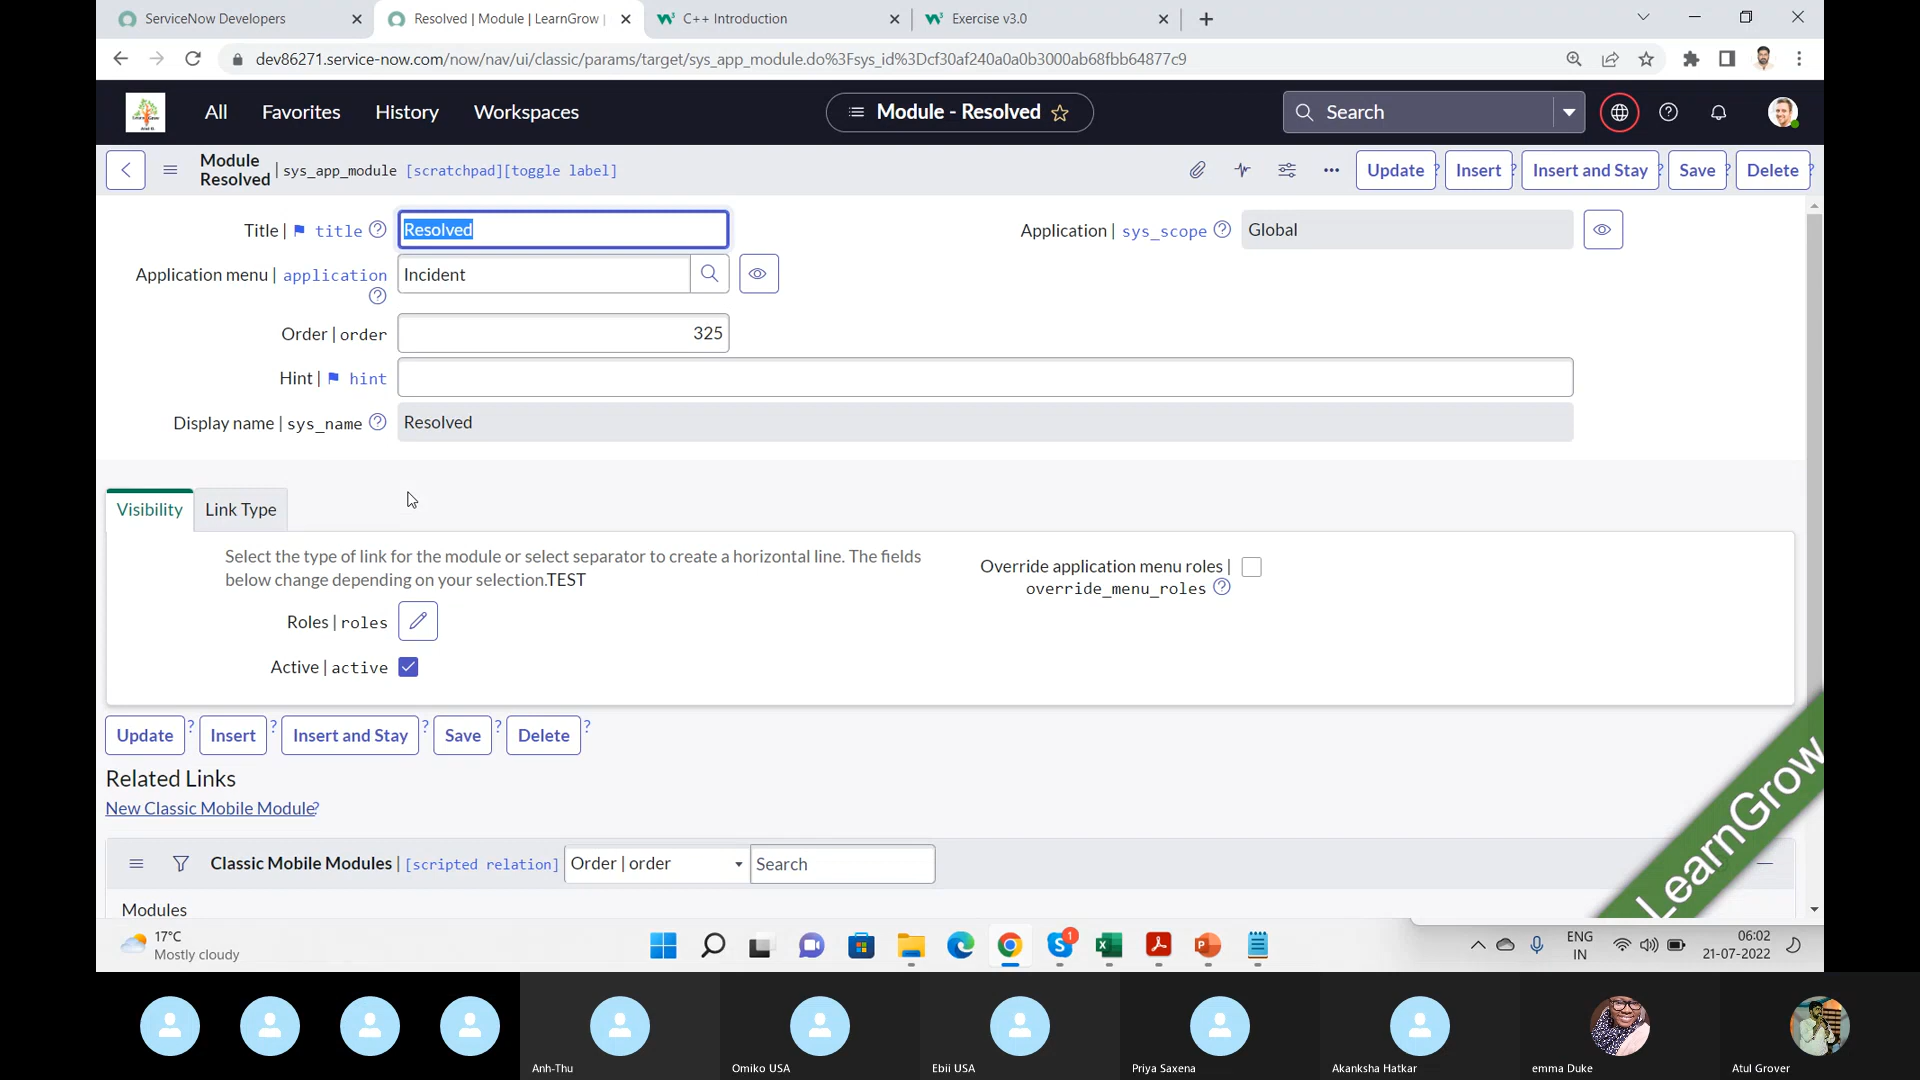 ServiceNow Developers
Resolved | Module | LearnGrow |
C++ Introduction
Exercise v3.0
dev86271.service-now.com/now/nav/ui/classic/params/target/sys_app_module.do%3Fsys_id%3Dcf30af240a0a0b3000ab68fbb64877c9
All Favorites History Workspaces
Module - Resolved
Search
Module
Resolved | sys_app_module [scratchpad][toggle label]
Update ? Insert ? Insert and Stay ? Save ? Delete ?
Title | title Resolved
Application | sys_scope Global
Application menu | application Incident
Order | order 325
Hint | hint
Display name | sys_name Resolved
Visibility Link Type
Select the type of link for the module or select separator to create a horizontal line. The fields
below change depending on your selection.TEST
Override application menu roles |
override_menu_roles
Roles | roles
Active | active
Update ? Insert ? Insert and Stay ? Save ? Delete ?
Related Links
New Classic Mobile Module?
Classic Mobile Modules | [scripted relation] Order | order Search
Modules
LearnGrow
17°C
Mostly cloudy
1
ENG
IN
06:02
21-07-2022
Anh-Thu
Omiko USA
Ebii USA
Priya Saxena
Akanksha Hatkar
emma Duke
Atul Grover